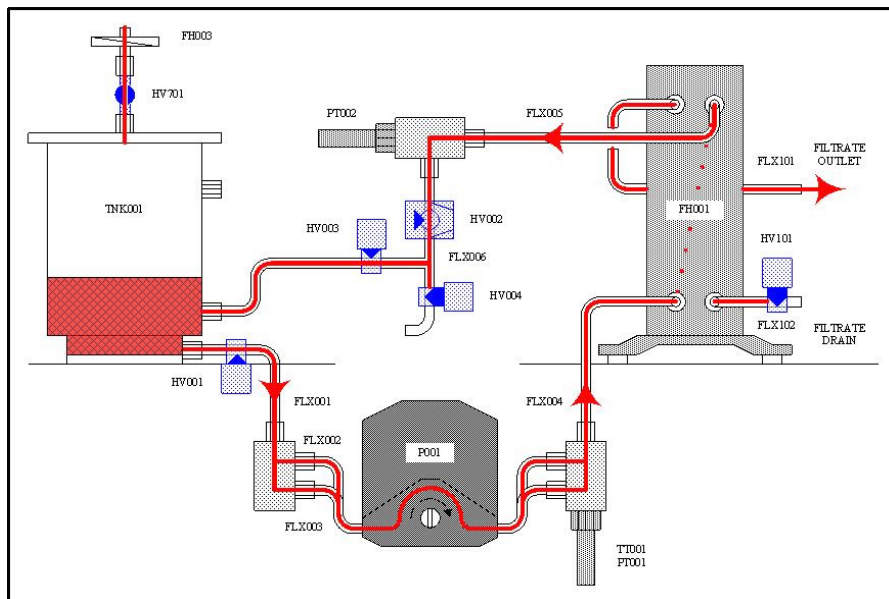 FH003
HV701
PT002
FLX005
FILTRATE
OUTLET
FLX101
TNK001
HV003
HV002
FH001
HV101
FLX006
HV004
FLX102
FILTRATE
DRAIN
HV001
FLX001
FLX004
FLX002
P001
FLX003
TT001
PT001